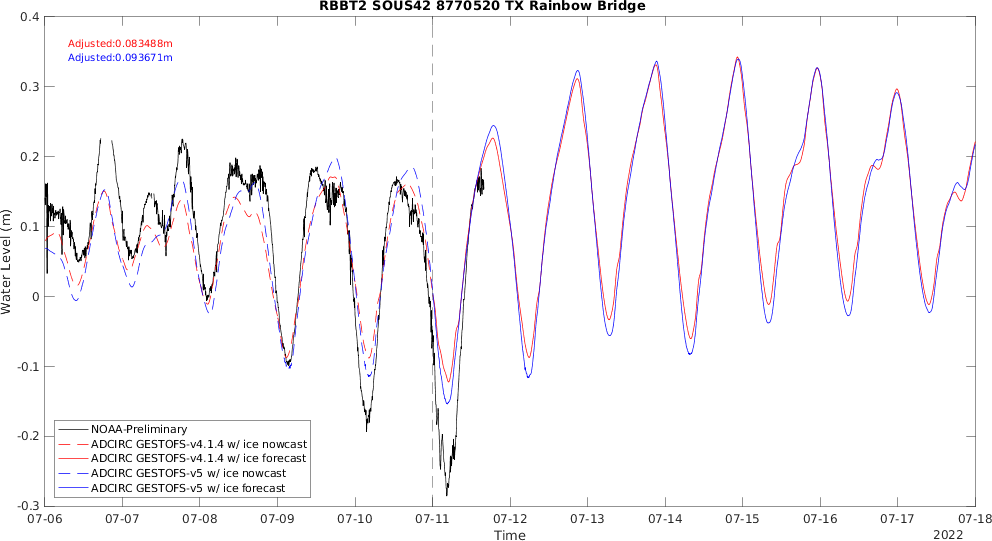 RBBT2 SOUS42 8770520 TX Rainbow Bridge
0.4
Adjusted:0.083488m
Adjusted:0.093671m
0.3
0.2
0.1
0
-0.1
-0.2
-0.3
Water Level (m)
NOAA-Preliminary
ADCIRC GESTOFS-v4.1.4 w/ ice nowcast
ADCIRC GESTOFS-v4.1.4 w/ ice forecast
ADCIRC GESTOFS-v5 w/ ice nowcast
ADCIRC GESTOFS-v5 w/ ice forecast
07-06 07-07 07-08 07-09 07-10 07-11 07-12 07-13 07-14 07-15 07-16 07-17 07-18
Time
2022